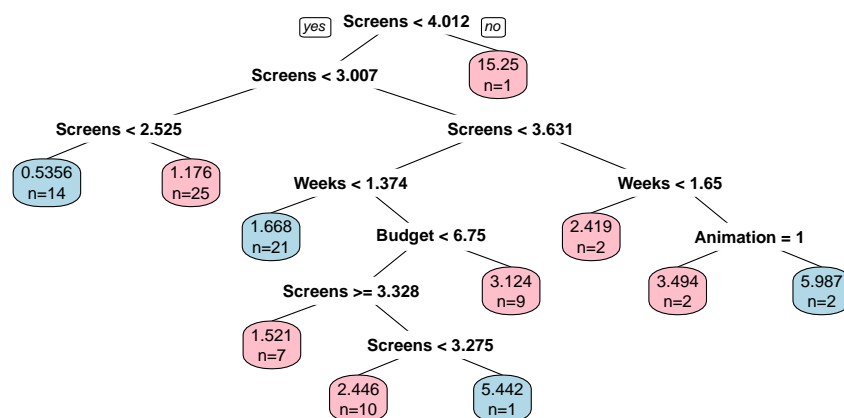 yes Screens < 4.012 no
Screens < 3.007
15.25
n=1
Screens < 2.525
Screens < 3.631
0.5356
n=14
1.176
n=25
Weeks < 1.374
Weeks < 1.65
1.668
n=21
Budget < 6.75
2.419
n=2
Animation = 1
Screens >= 3.328
3.124
n=9
3.494
n=2
5.987
n=2
1.521
n=7
Screens < 3.275
2.446
n=10
5.442
n=1